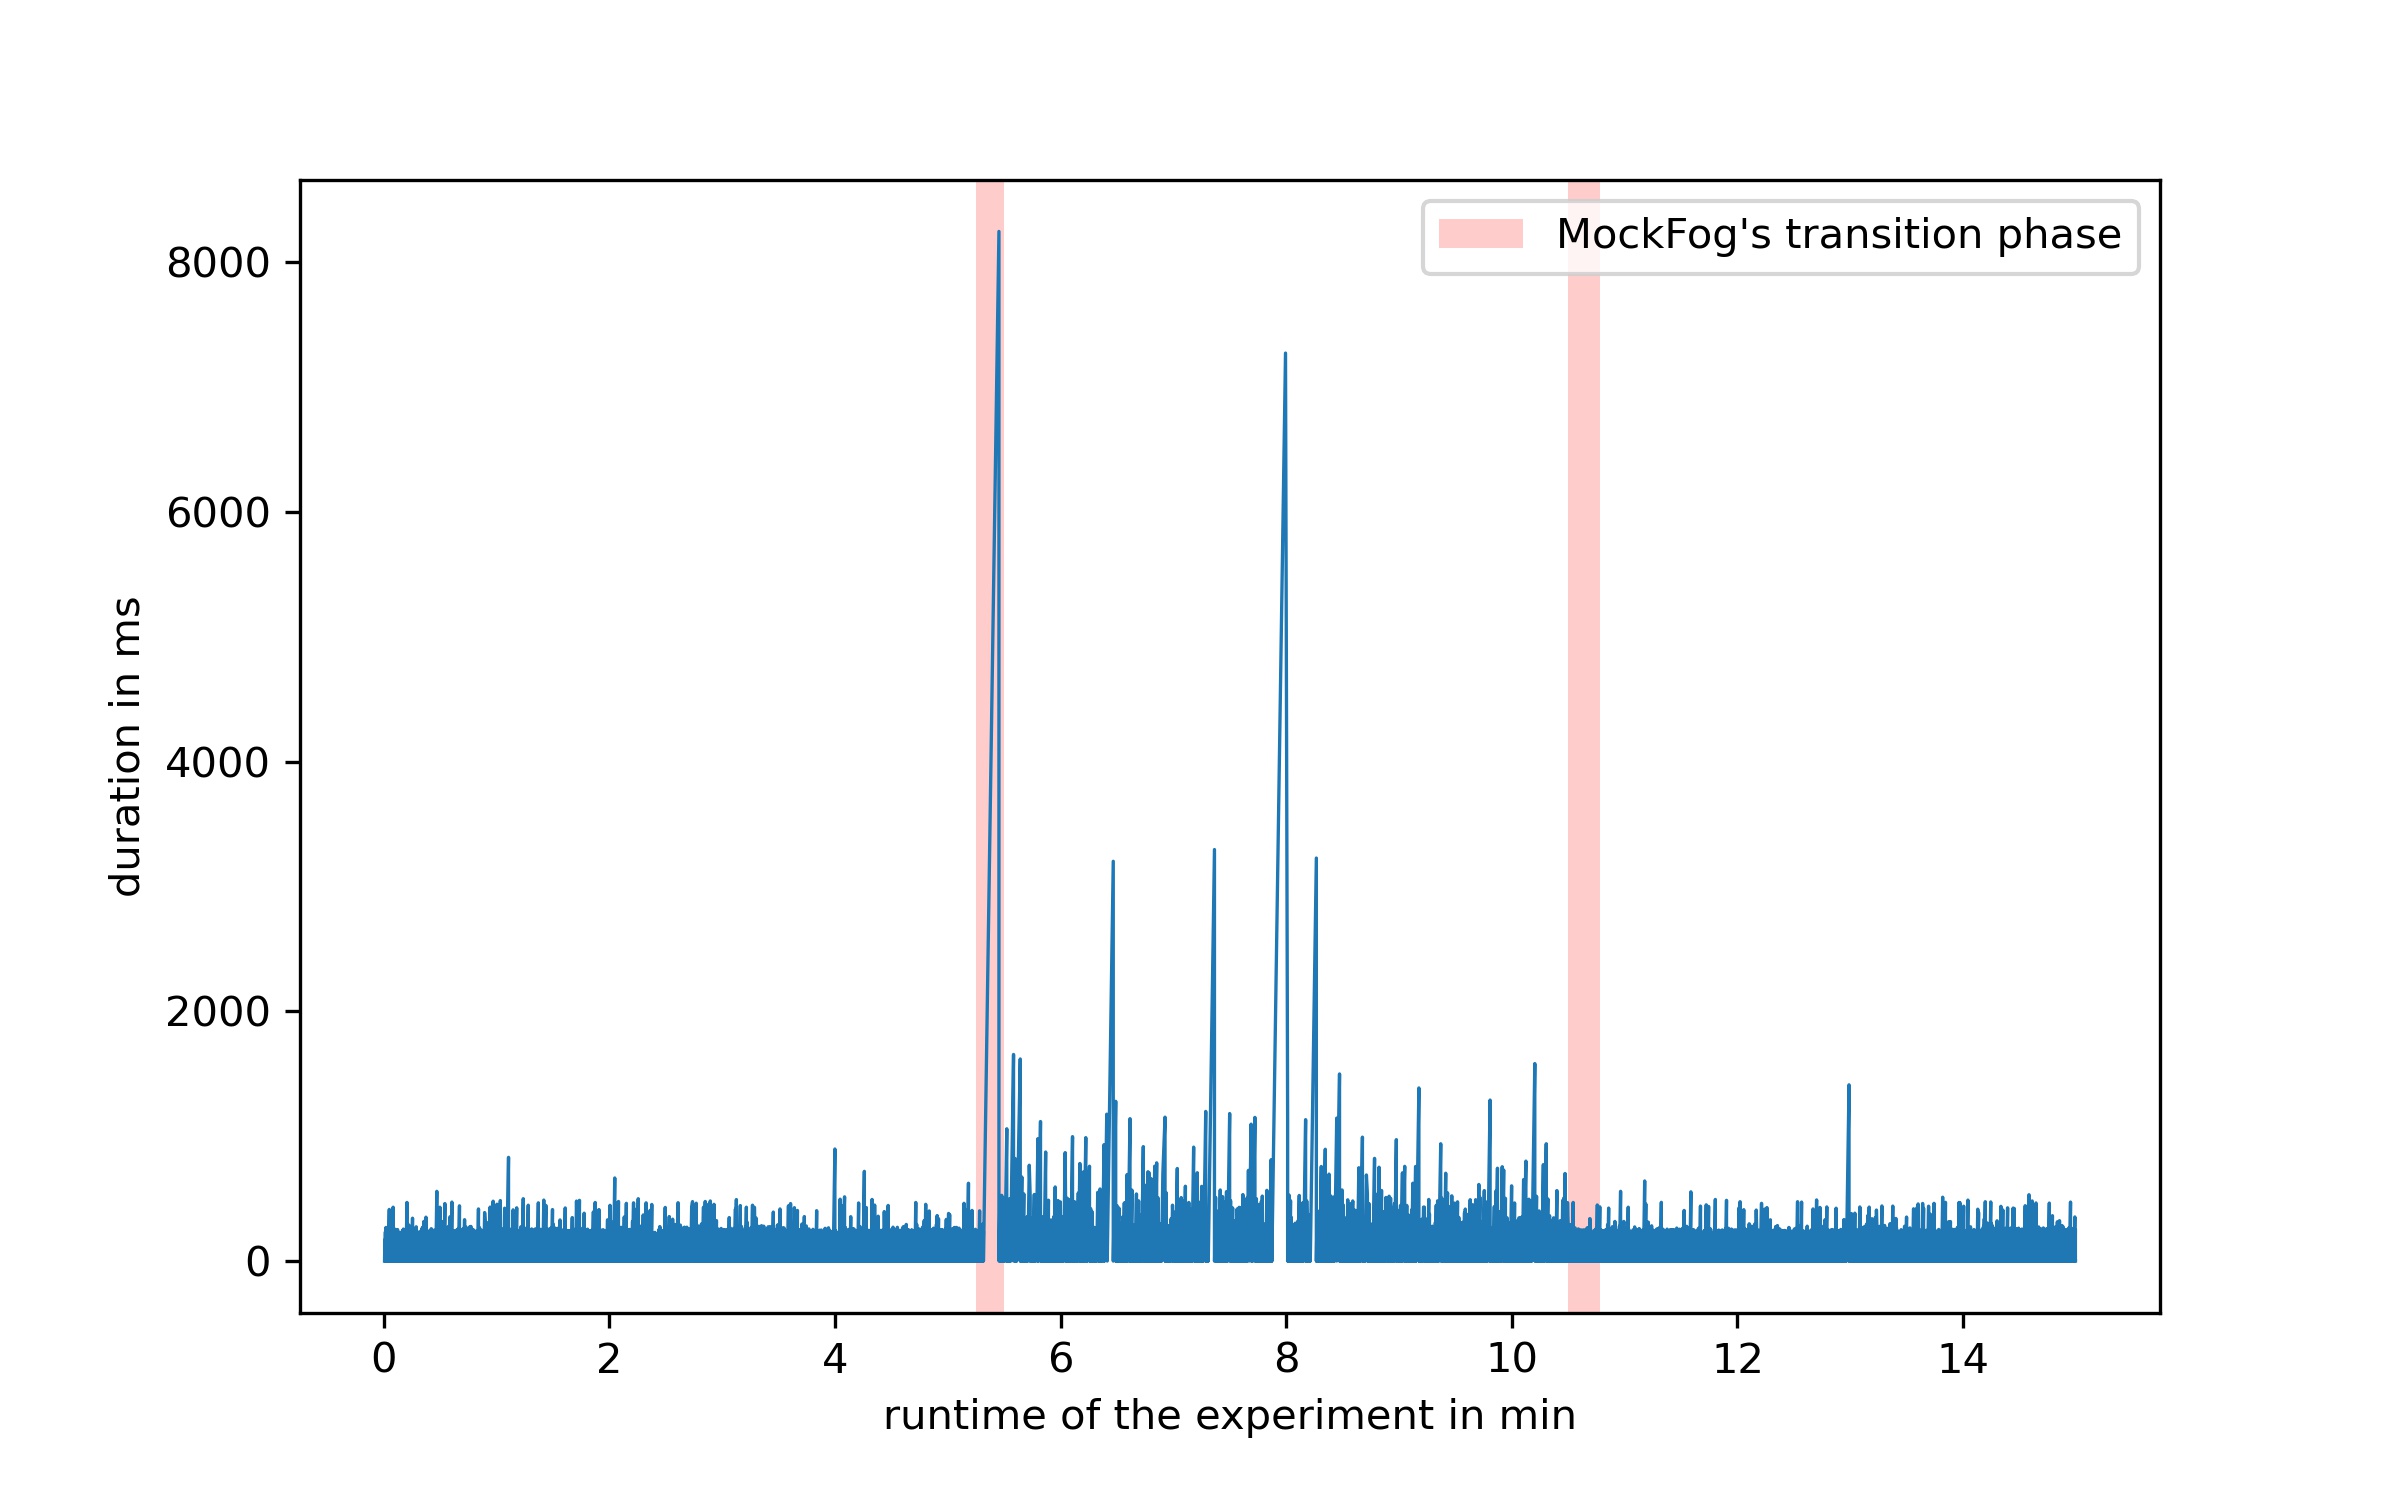 MockFog's transition phase
8000
6000
4000
2000
0
duration in ms
0 2 4 6 8 10 12 14
runtime of the experiment in min